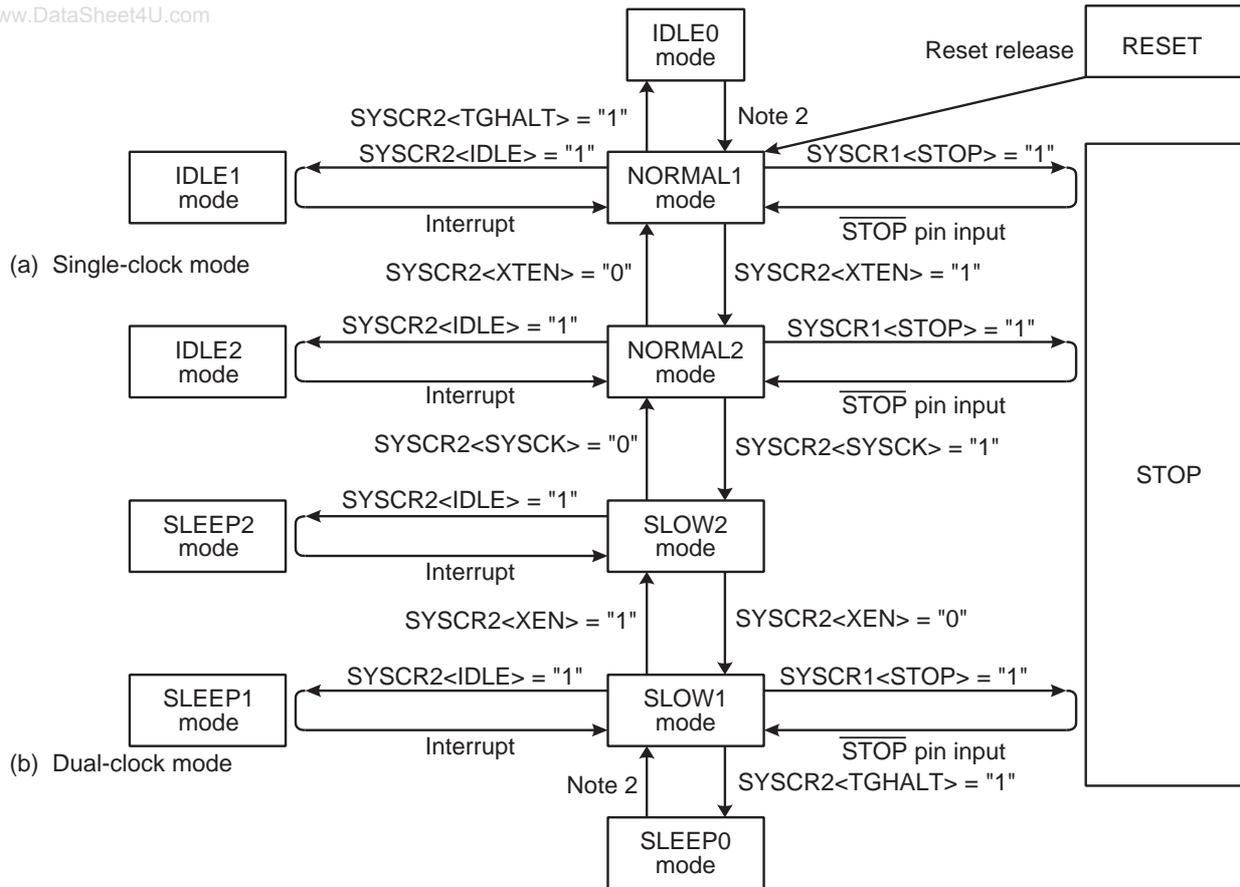 ww.DataSheet4U.com
IDLE0
mode
Reset release
RESET
SYSCR2<TGHALT> = "1"
Note 2
SYSCR2<IDLE> = "1"
SYSCR1<STOP> = "1"
IDLE1
mode
NORMAL1
mode
Interrupt
STOP pin input
(a) Single-clock mode
SYSCR2<XTEN> = "0"
SYSCR2<XTEN> = "1"
SYSCR2<IDLE> = "1"
SYSCR1<STOP> = "1"
IDLE2
mode
NORMAL2
mode
Interrupt
STOP pin input
SYSCR2<SYSCK> = "0"
SYSCR2<SYSCK> = "1"
STOP
SYSCR2<IDLE> = "1"
SLEEP2
mode
SLOW2
mode
Interrupt
SYSCR2<XEN> = "1"
SYSCR2<XEN> = "0"
SYSCR2<IDLE> = "1"
SYSCR1<STOP> = "1"
SLEEP1
mode
SLOW1
mode
Interrupt
STOP pin input
(b) Dual-clock mode
Note 2
SYSCR2<TGHALT> = "1"
SLEEP0
mode